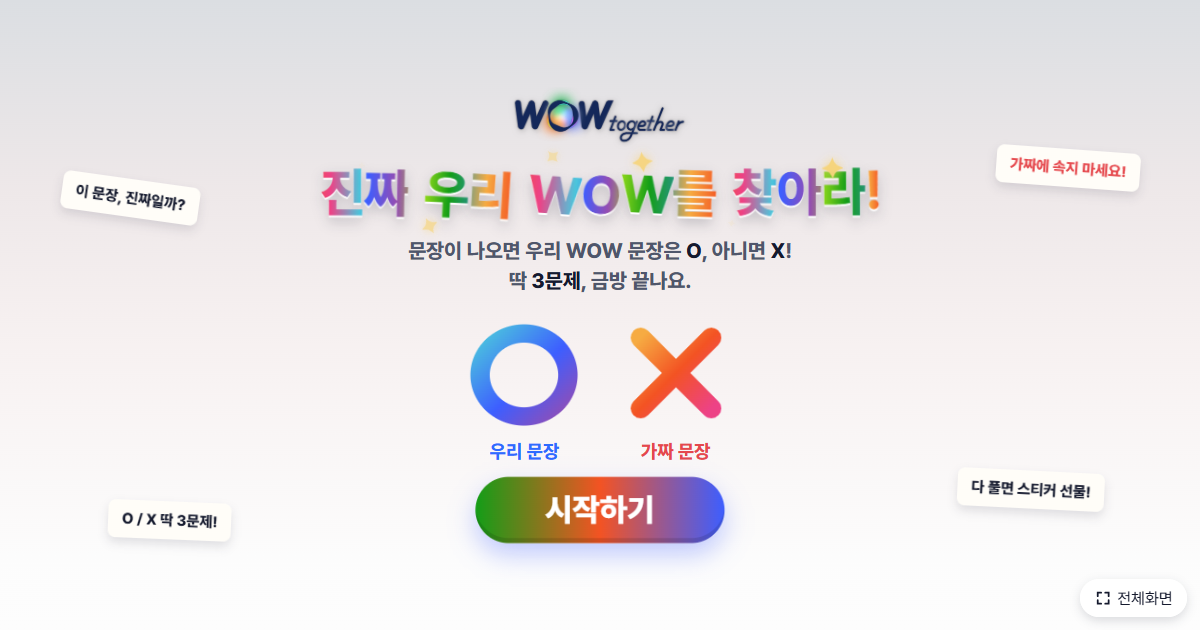 WOW together
진짜 우리 WOW를 찾아라!
이 문장, 진짜일까?
가짜에 속지 마세요!
문장이 나오면 우리 WOW 문장은 O, 아니면 X!
딱 3문제, 금방 끝나요.
우리 문장
가짜 문장
시작하기
다 풀면 스티커 선물!
O / X 딱 3문제!
전체화면